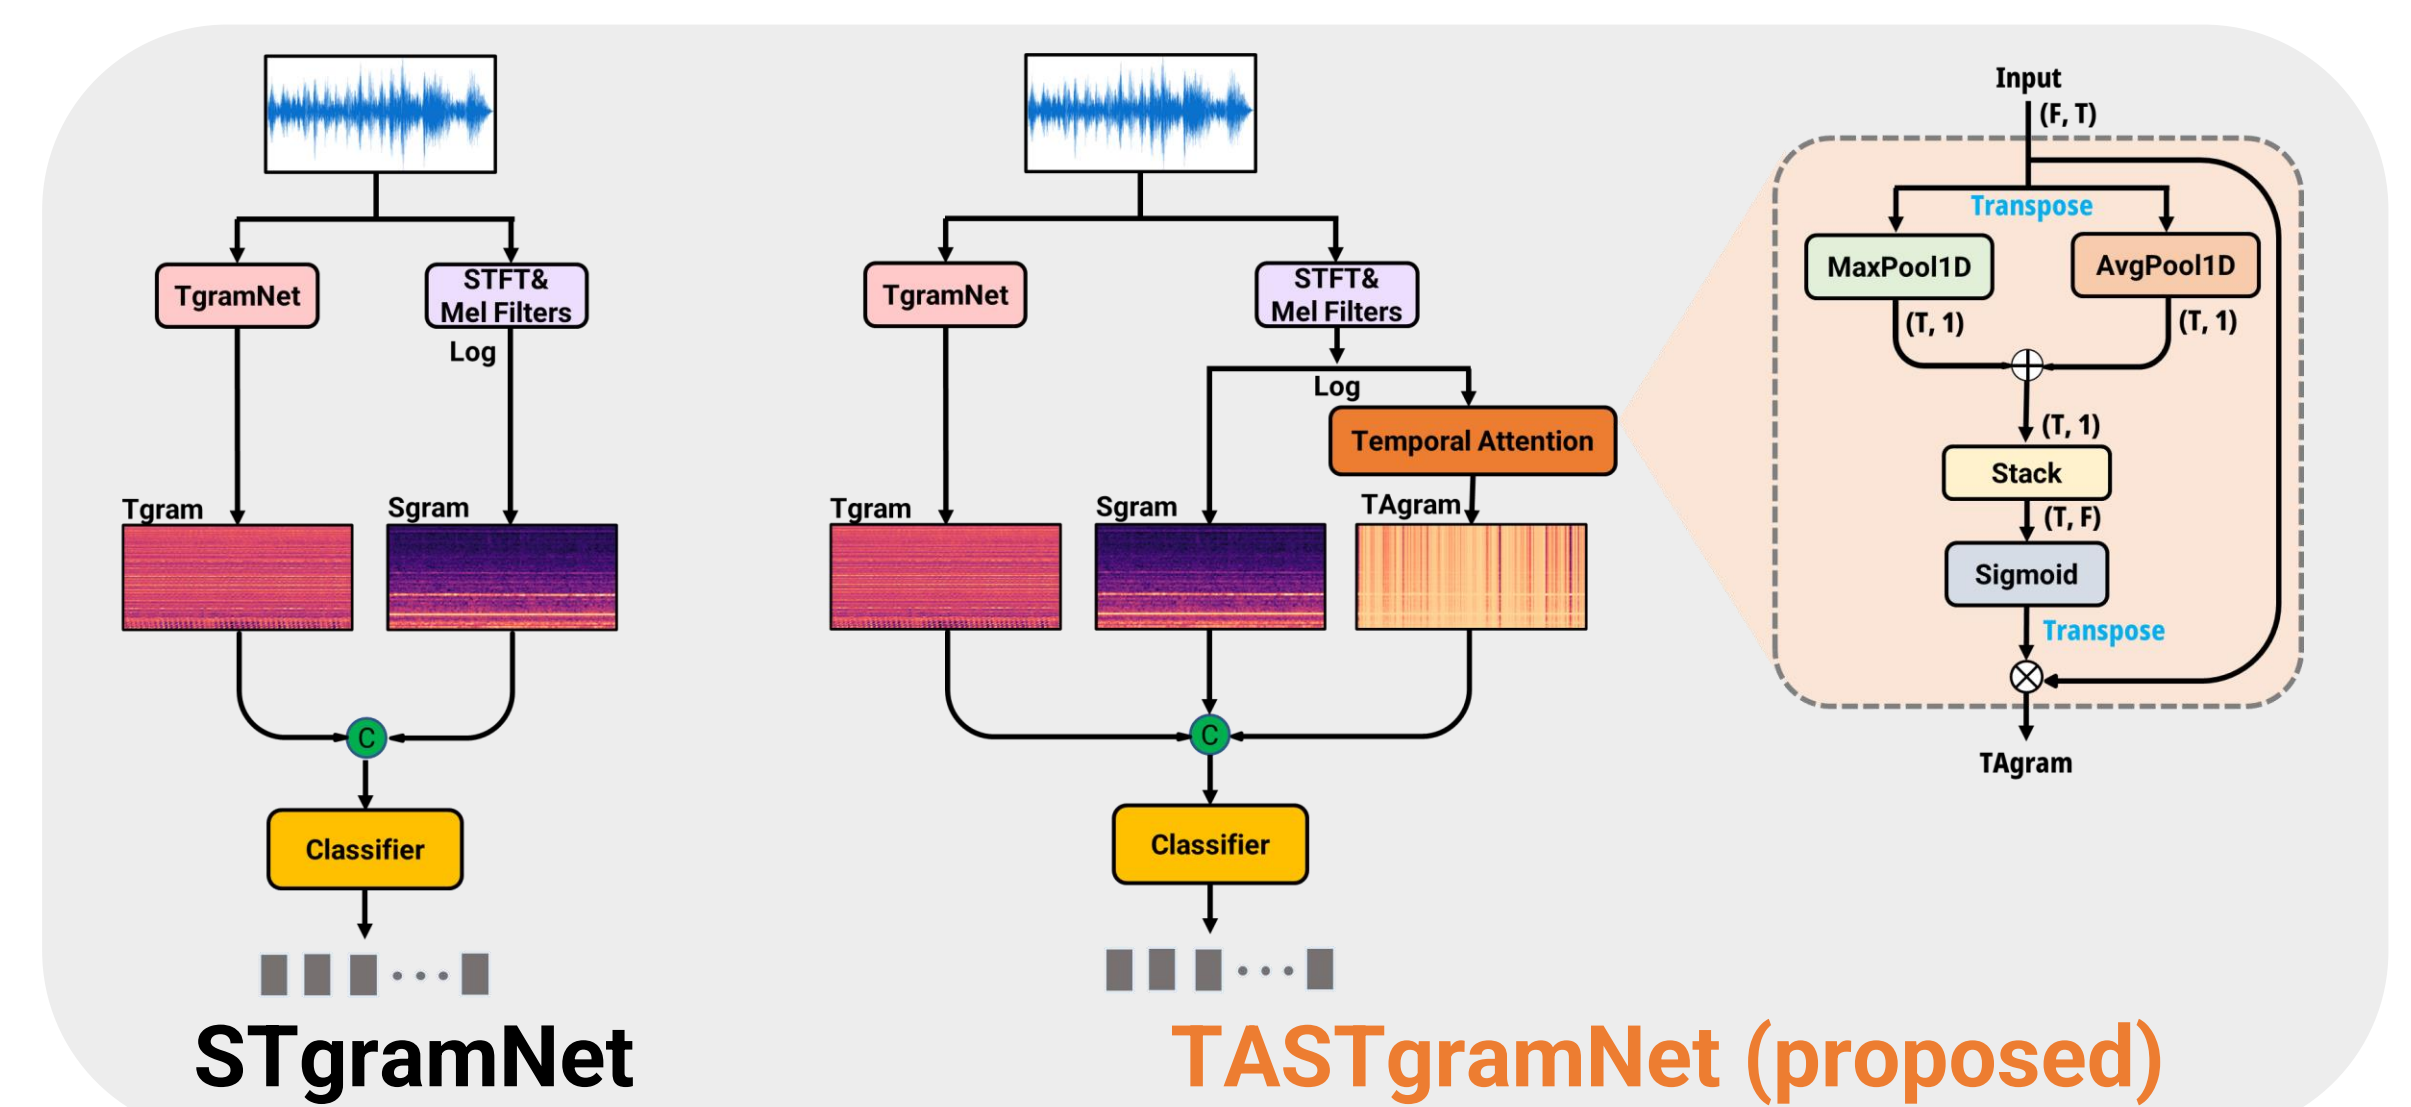 TgramNet
STFT&
Mel Filters
Log
Tgram
Sgram
C
Classifier
STgramNet
TgramNet
STFT&
Mel Filters
Log
Temporal Attention
Tgram
Sgram
TAgram
C
Classifier
TASTgramNet (proposed)
Input
(F, T)
Transpose
MaxPool1D
AvgPool1D
(T, 1)
(T, 1)
(T, 1)
Stack
(T, F)
Sigmoid
Transpose
TAgram